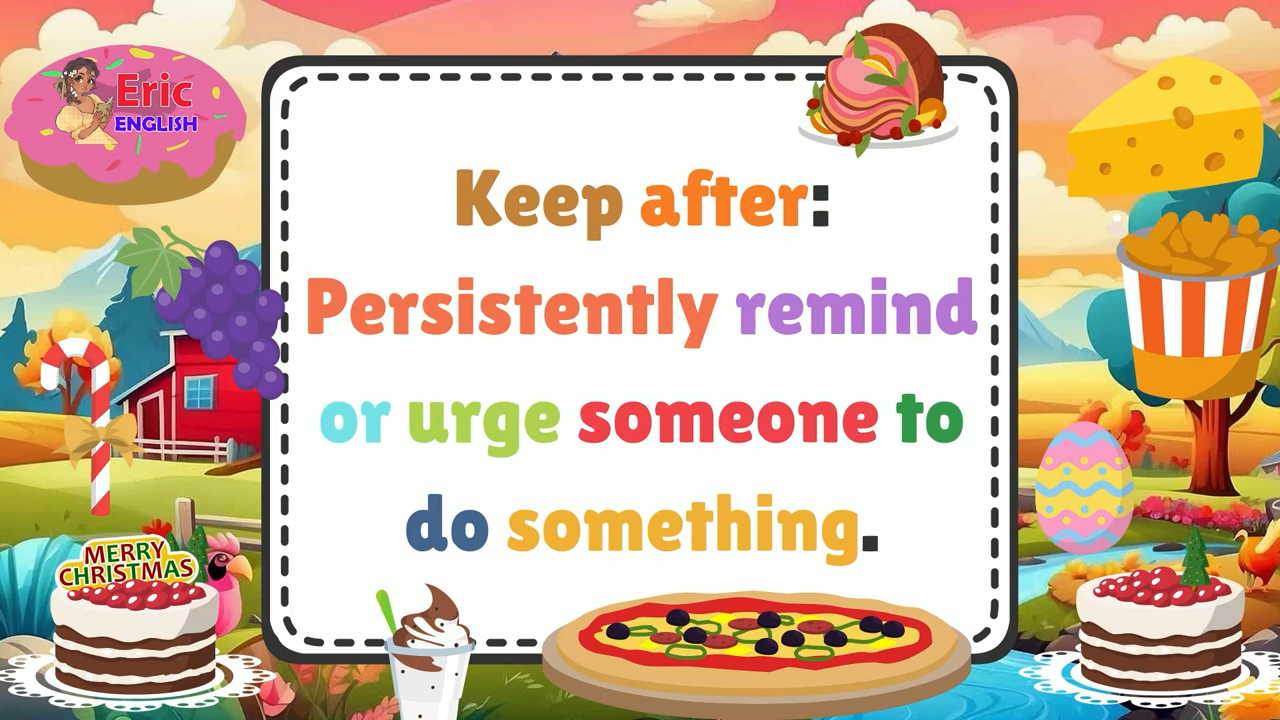 Eric
ENGLISH
Keep after:
Persistently remind
or urge someone to
do something.
MERRY
CHRISTMAS